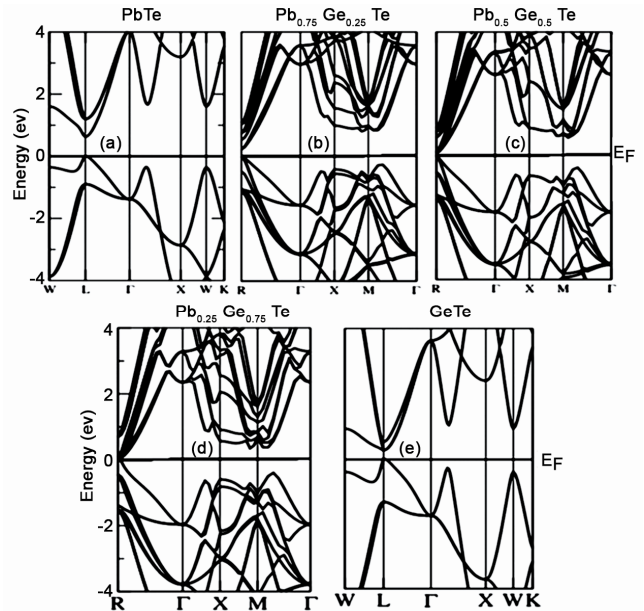 PbTe
Pb0.75 Ge0.25 Te
Pb0.5 Ge0.5 Te
Energy (ev)
4
2
0
-2
-4
(a)
(b)
(c)
EF
W L Γ X W K
R Γ X M Γ
R Γ X M Γ
Pb0.25 Ge0.75 Te
GeTe
Energy (ev)
4
2
0
-2
-4
(d)
(e)
EF
R Γ X M Γ
W L Γ X W K